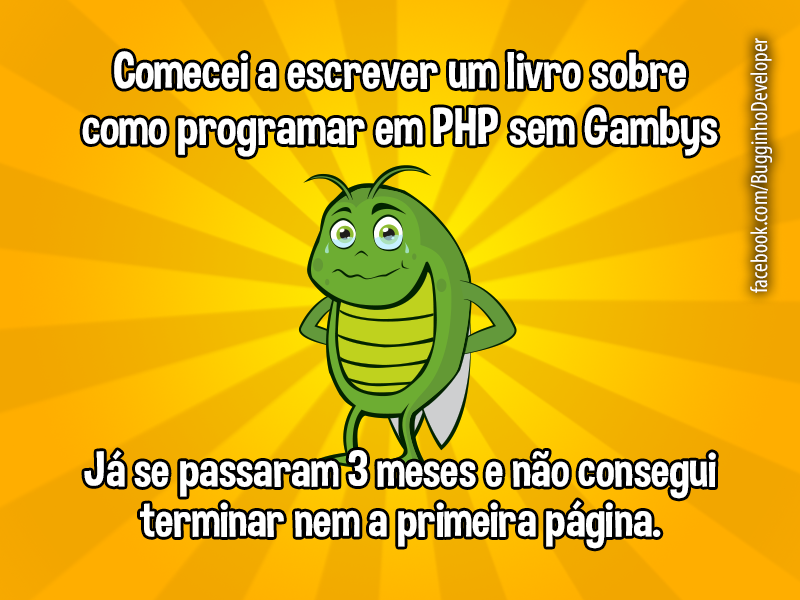 Comecei a escrever um livro sobre
como programar em PHP sem Gambys
facebook.com/BugginhoDeveloper
Já se passaram 3 meses e não consegui
terminar nem a primeira página.